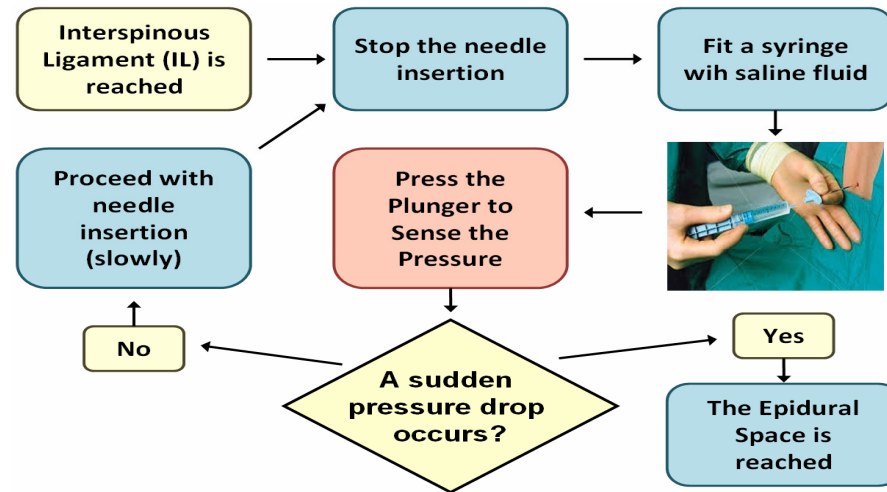 Interspinous
Ligament (IL) is
reached
Stop the needle
insertion
Fit a syringe
wih saline fluid
Proceed with
needle
insertion
(slowly)
Press the
Plunger to
Sense the
Pressure
No
A sudden
pressure drop
occurs?
Yes
The Epidural
Space is
reached